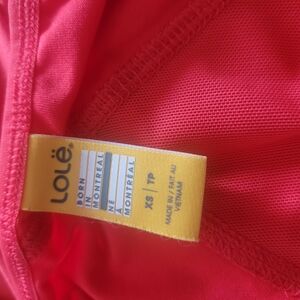 Lolë
BORN
IN
MONTREAL
NÉ
À
MONTRÉAL
XS | TP
MADE IN / FAIT AU
VIETNAM